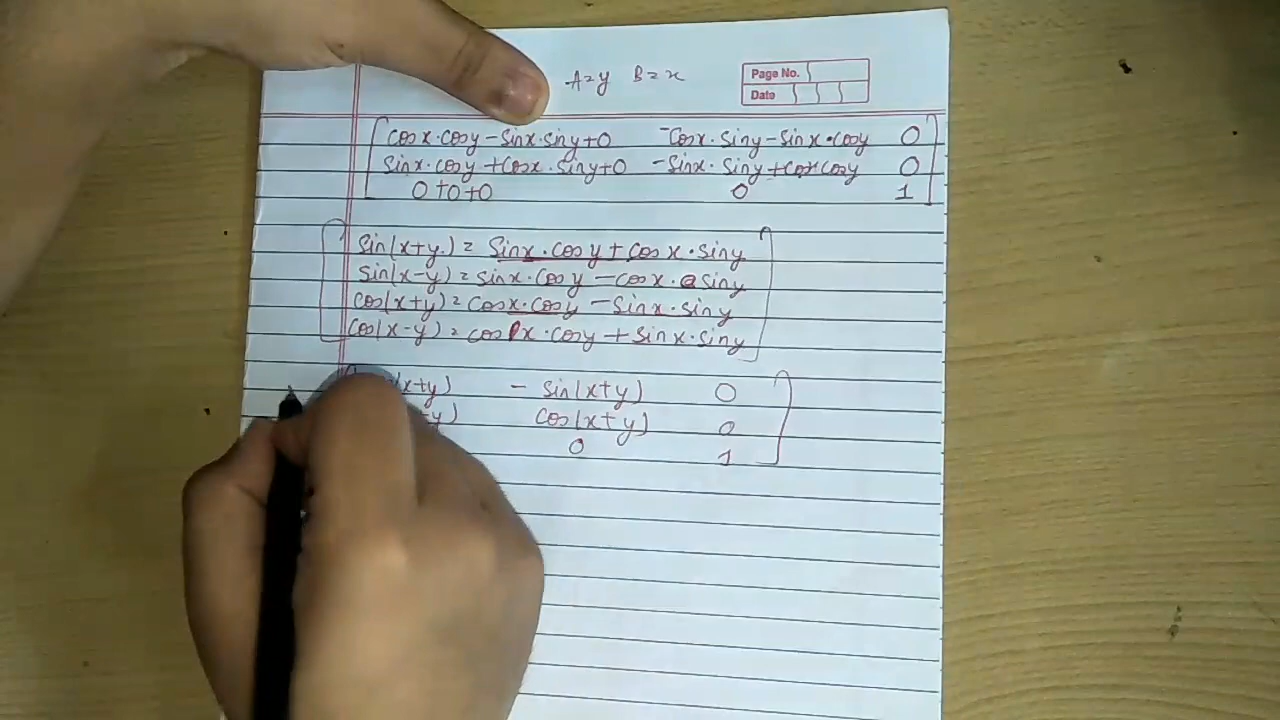 A=y B=x
Page No.
Date
cosx·cosy-sinx·siny+0 -cosx·siny-sinx·cosy 0
sinx·cosy+cosx·siny+0 -sinx·siny+cosx cosy 0
0+0+0 0 1
sin(x+y)= sinx·cosy+cosx·siny
sin(x-y)= sinx·cosy-cosx·siny
cos(x+y)= cosx·cosy-sinx·siny
cos(x-y)= cosx·cosy+sinx·siny
(x+y) - sin(x+y) 0
y) cos(x+y) 0
0 1